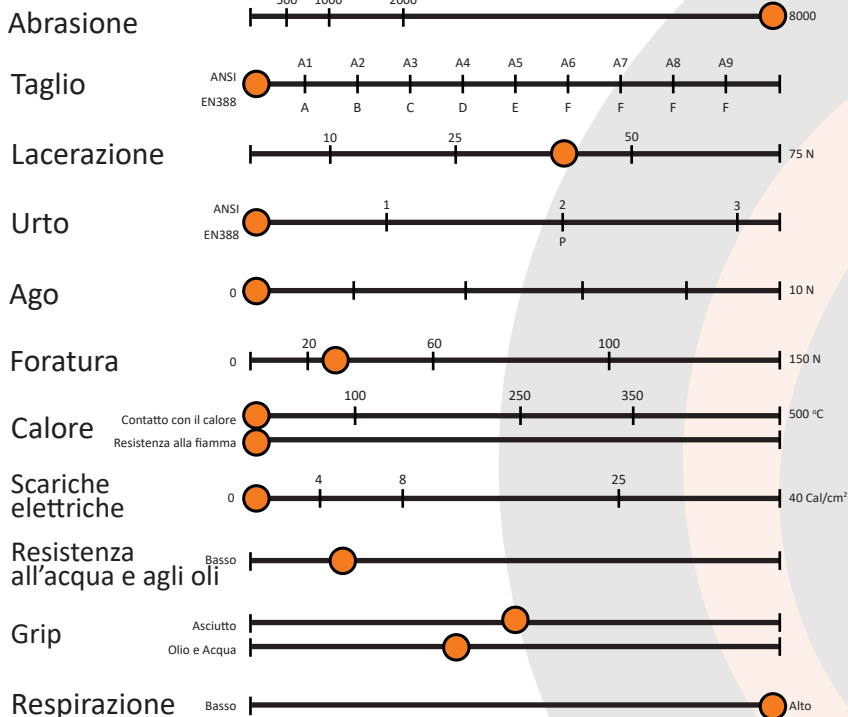 500 1000 2000
Abrasione 8000
A1 A2 A3 A4 A5 A6 A7 A8 A9
Taglio ANSI
EN388 A B C D E F F F F
10 25 50
Lacerazione 75 N
ANSI 1 2 3
Urto
EN388 P
Ago 0 10 N
20 60 100
Foratura 0 150 N
100 250 350
Calore Contatto con il calore 500 °C
Resistenza alla fiamma
Scariche 4 8 25
elettriche 0 40 Cal/cm²
Resistenza Basso
all'acqua e agli oli
Grip Asciutto
Olio e Acqua
Respirazione Basso Alto